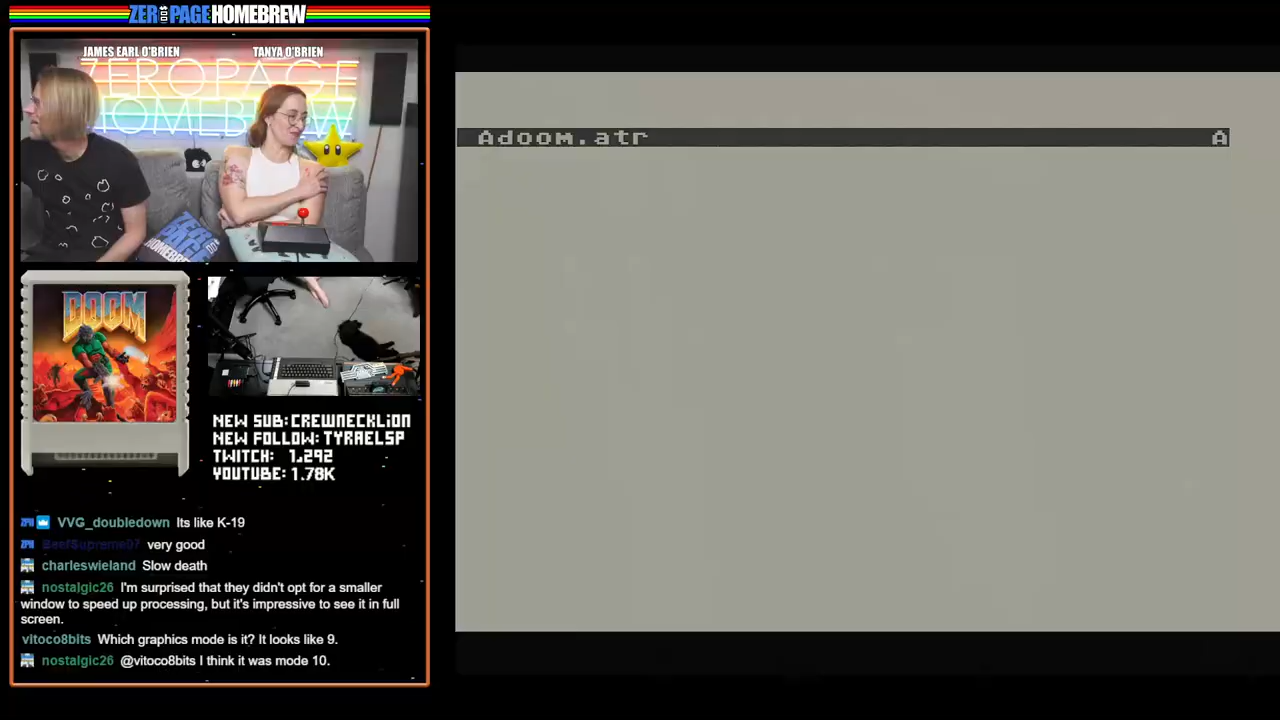 ZEROPAGE HOMEBREW
JAMES EARL O'BRIEN
TANYA O'BRIEN
ZEROPAGE
HOMEBREW
ZERO PAGE
HOMEBREW
Adoom.atr A
DOOM
NEW SUB:CREWNECKLION
NEW FOLLOW:TYRAELSP
TWITCH: 1,292
YOUTUBE: 1.78K
VVG_doubledown Its like K-19
BeefSupreme07 very good
charleswieland Slow death
nostalgic26 I'm surprised that they didn't opt for a smaller
window to speed up processing, but it's impressive to see it in full
screen.
vitoco8bits Which graphics mode is it? It looks like 9.
nostalgic26 @vitoco8bits I think it was mode 10.